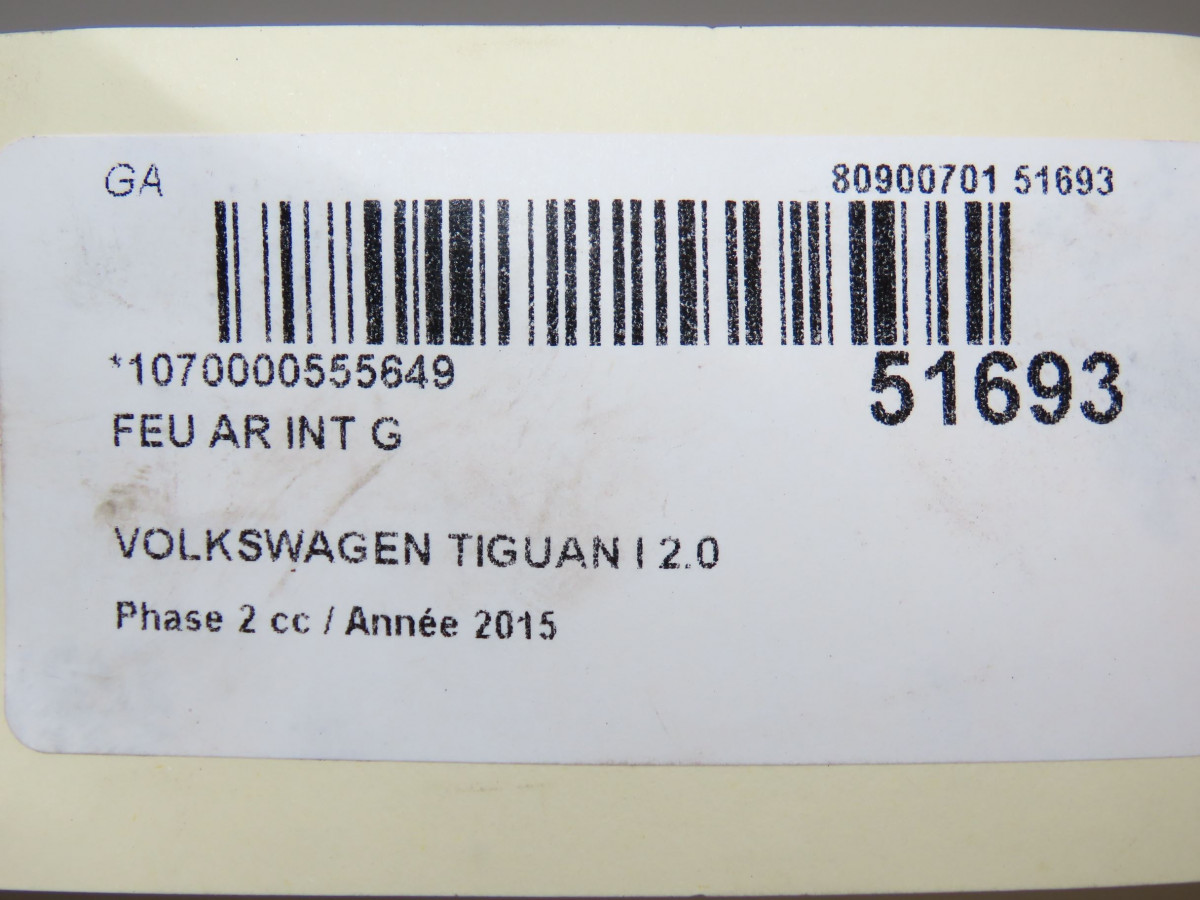 GA
80900701 51693
*1070000555649
51693
FEU AR INT G
VOLKSWAGEN TIGUAN I 2.0
Phase 2 cc / Année 2015